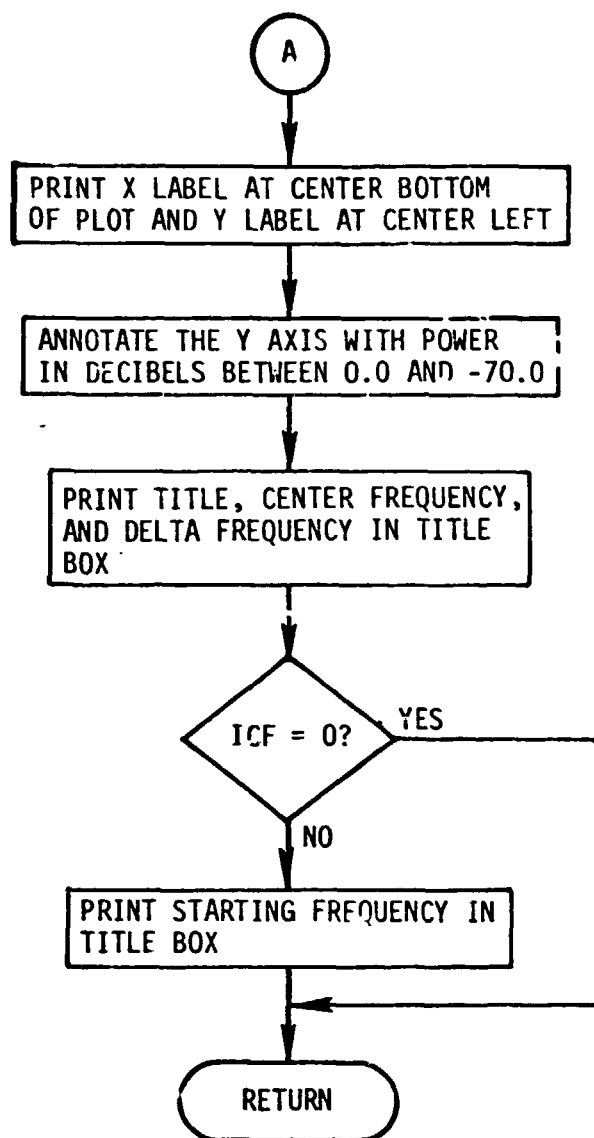 A
PRINT X LABEL AT CENTER BOTTOM
OF PLOT AND Y LABEL AT CENTER LEFT
ANNOTATE THE Y AXIS WITH POWER
IN DECIBELS BETWEEN 0.0 AND -70.0
PRINT TITLE, CENTER FREQUENCY,
AND DELTA FREQUENCY IN TITLE
BOX
ICF = 0?
YES
NO
PRINT STARTING FREQUENCY IN
TITLE BOX
RETURN